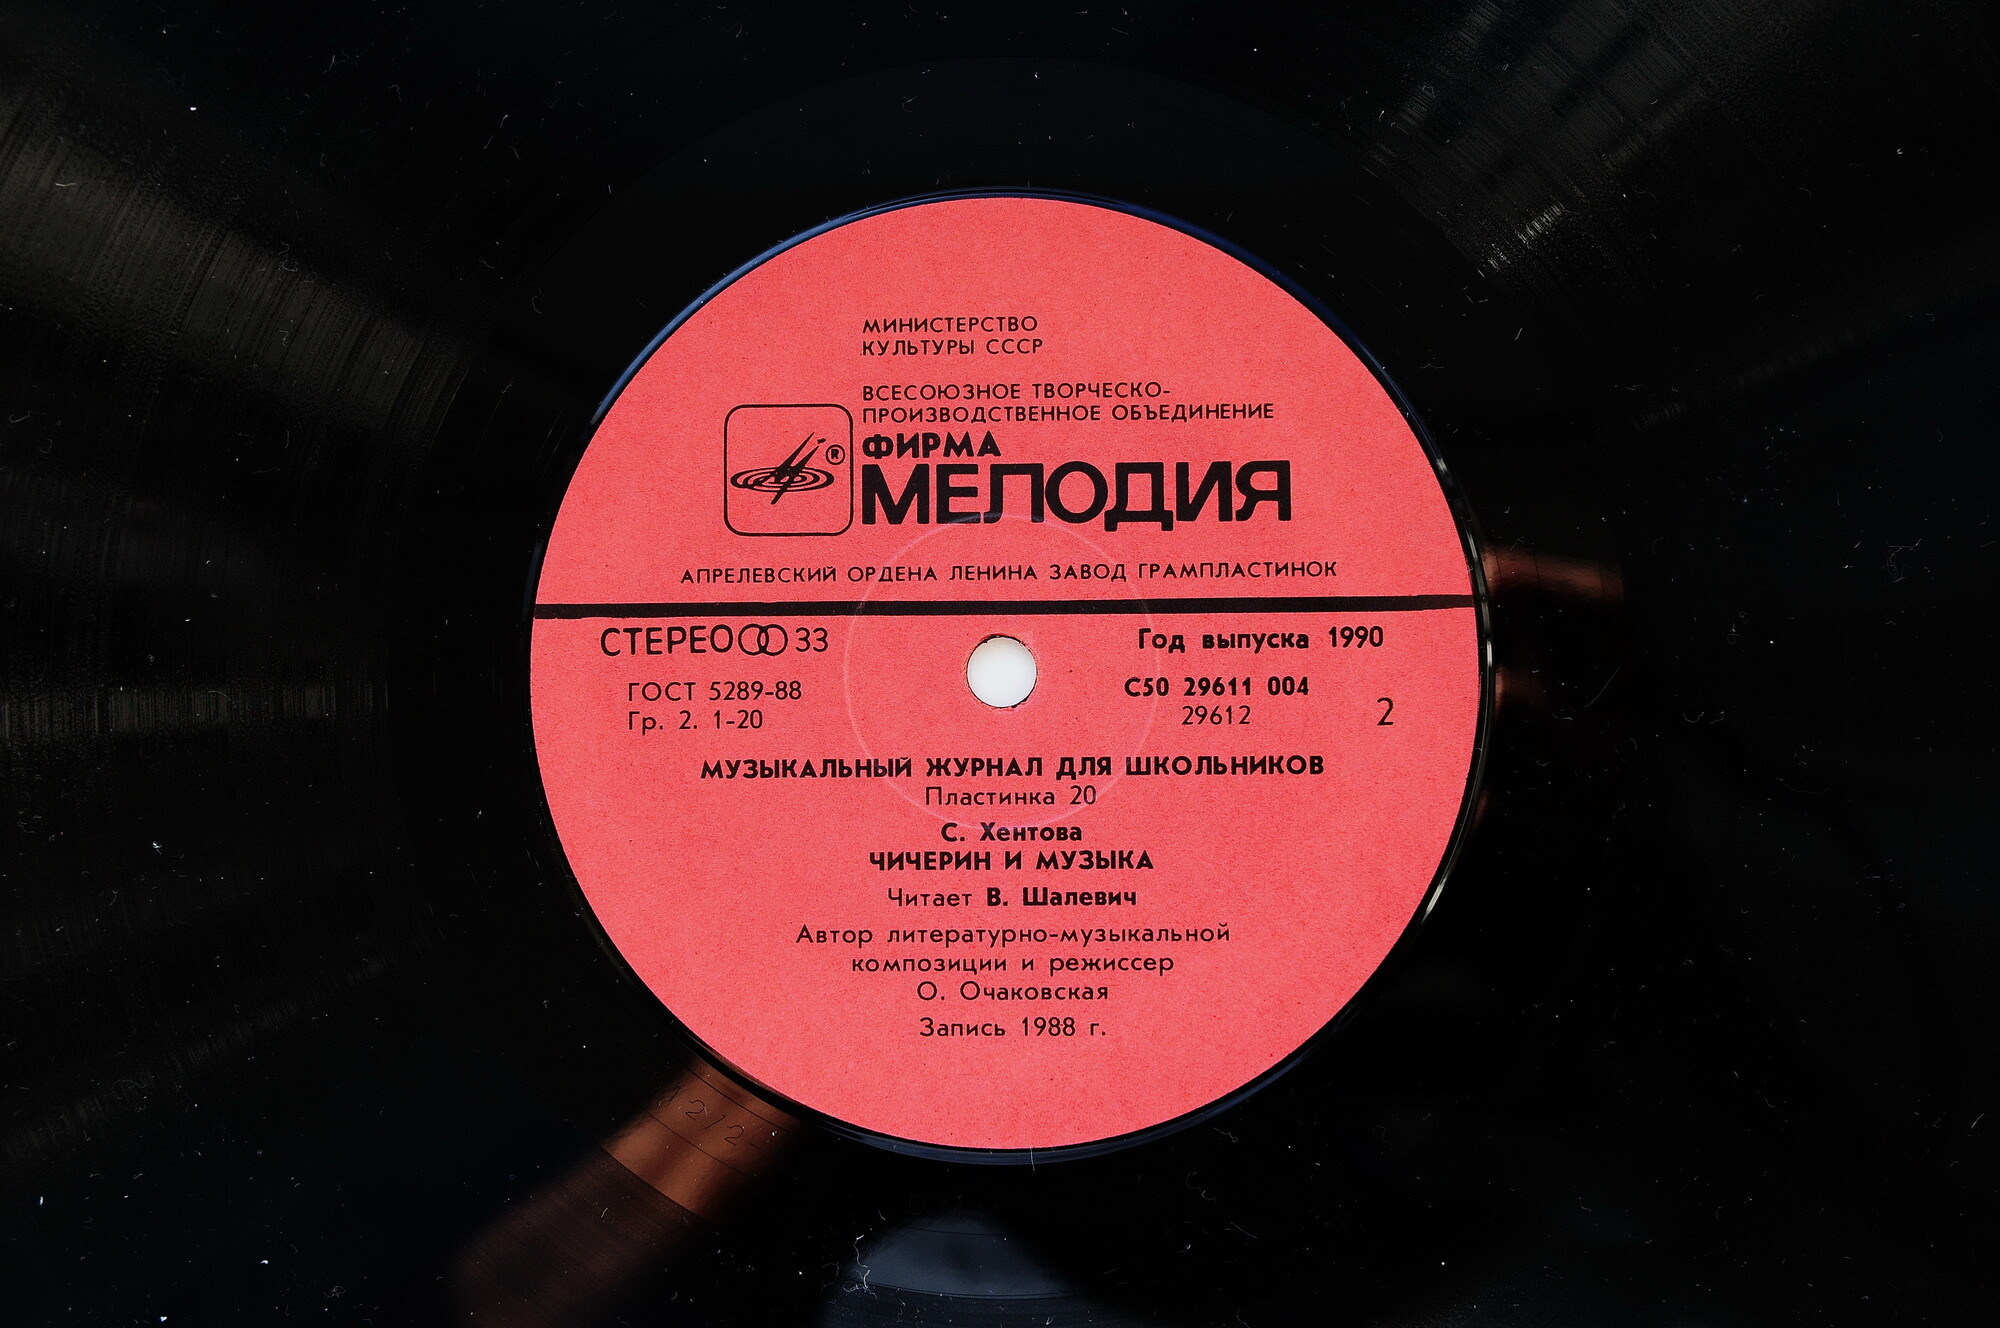 МИНИСТЕРСТВО
КУЛЬТУРЫ СССР
ВСЕСОЮЗНОЕ ТВОРЧЕСКО-
ПРОИЗВОДСТВЕННОЕ ОБЪЕДИНЕНИЕ
ФИРМА
®
МЕЛОДИЯ
АПРЕЛЕВСКИЙ ОРДЕНА ЛЕНИНА ЗАВОД ГРАМПЛАСТИНОК
СТЕРЕО 33
Год выпуска 1990
ГОСТ 5289-88
С50 29611 004
Гр. 2. 1-20
29612
2
МУЗЫКАЛЬНЫЙ ЖУРНАЛ ДЛЯ ШКОЛЬНИКОВ
Пластинка 20
С. Хентова
ЧИЧЕРИН И МУЗЫКА
Читает В. Шалевич
Автор литературно-музыкальной
композиции и режиссер
О. Очаковская
Запись 1988 г.